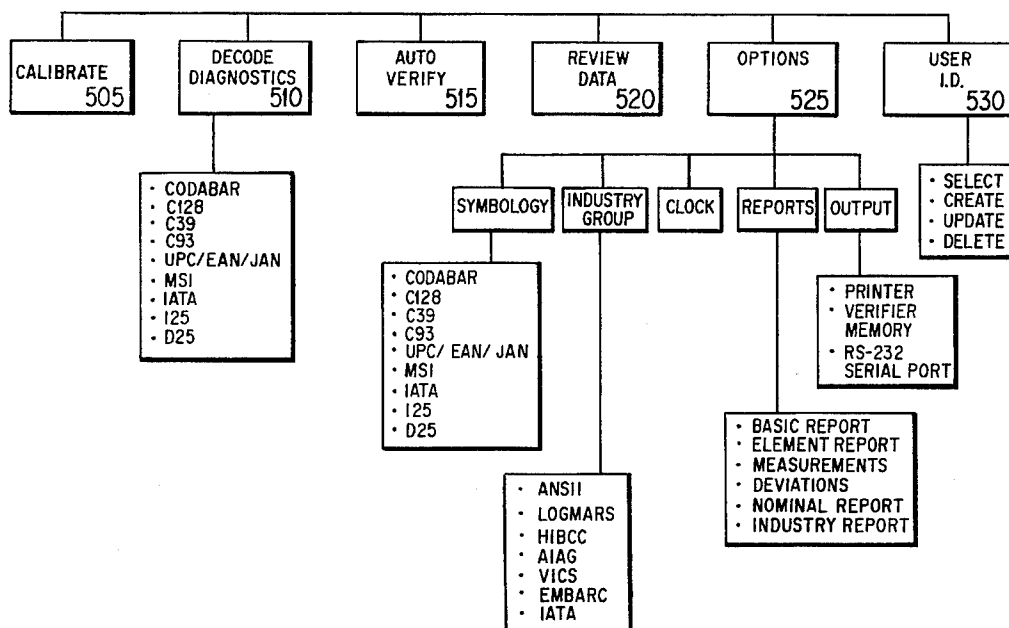 CALIBRATE
505
DECODE
DIAGNOSTICS
510
AUTO
VERIFY
515
REVIEW
DATA
520
OPTIONS
525
USER
I.D.
530
· CODABAR
· C128
· C39
· C93
· UPC/EAN/JAN
· MSI
· IATA
· I25
· D25
SYMBOLOGY
INDUSTRY
GROUP
CLOCK
REPORTS
OUTPUT
· SELECT
· CREATE
· UPDATE
· DELETE
· CODABAR
· C128
· C39
· C93
· UPC/ EAN/ JAN
· MSI
· IATA
· I25
· D25
· PRINTER
· VERIFIER
MEMORY
· RS-232
SERIAL PORT
· BASIC REPORT
· ELEMENT REPORT
· MEASUREMENTS
· DEVIATIONS
· NOMINAL REPORT
· INDUSTRY REPORT
· ANSII
· LOGMARS
· HIBCC
· AIAG
· VICS
· EMBARC
· IATA